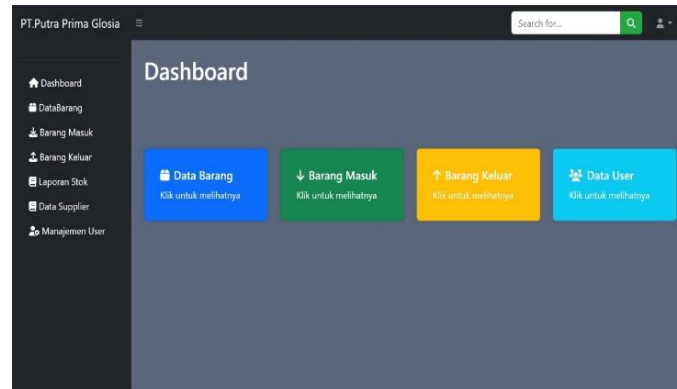 PT.Putra Prima Glosia
Search for...
Dashboard
DataBarang
Barang Masuk
Barang Keluar
Laporan Stok
Data Supplier
Manajemen User
Dashboard
Data Barang
Klik untuk melihatnya
Barang Masuk
Klik untuk melihatnya
Barang Keluar
Klik untuk melihatnya
Data User
Klik untuk melihatnya